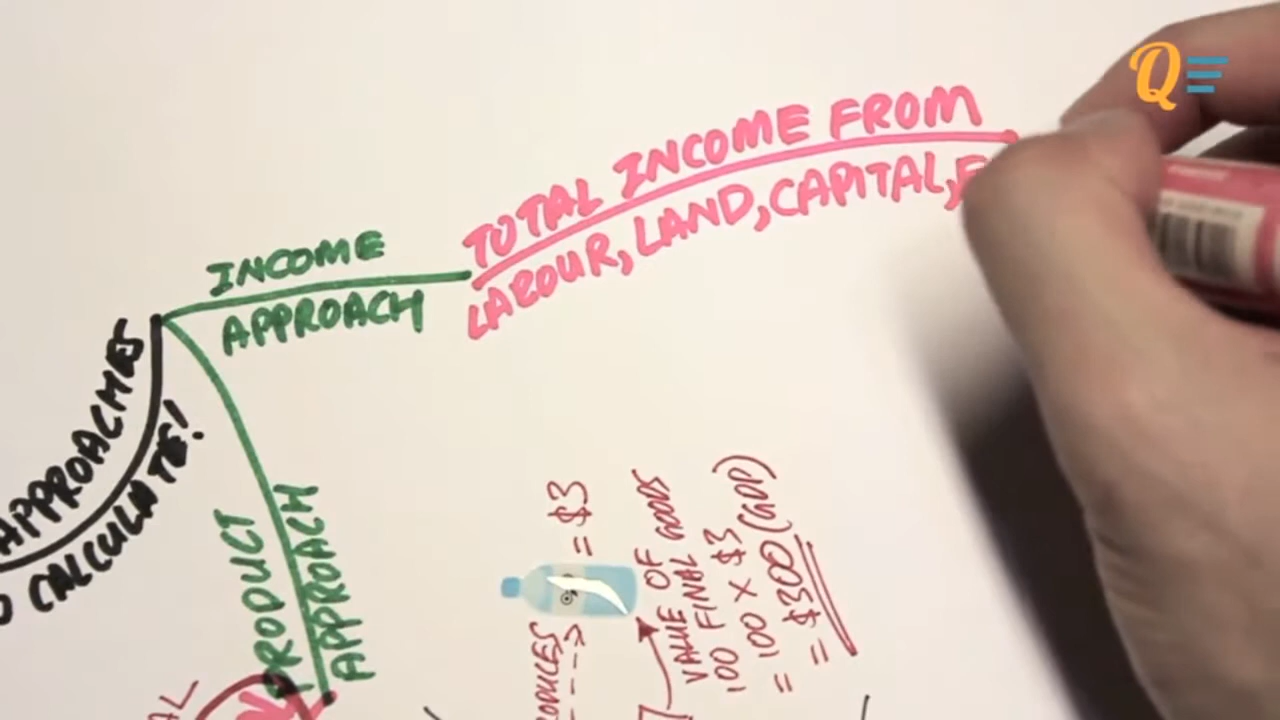 TOTAL INCOME FROM
LABOUR, LAND, CAPITAL,
INCOME
APPROACH
APPROACHES
CALCULATE!
PRODUCT
APPROACH
= $3
VALUE OF
100 FINAL GOODS
= 100 X $3
= $300 (GDP)